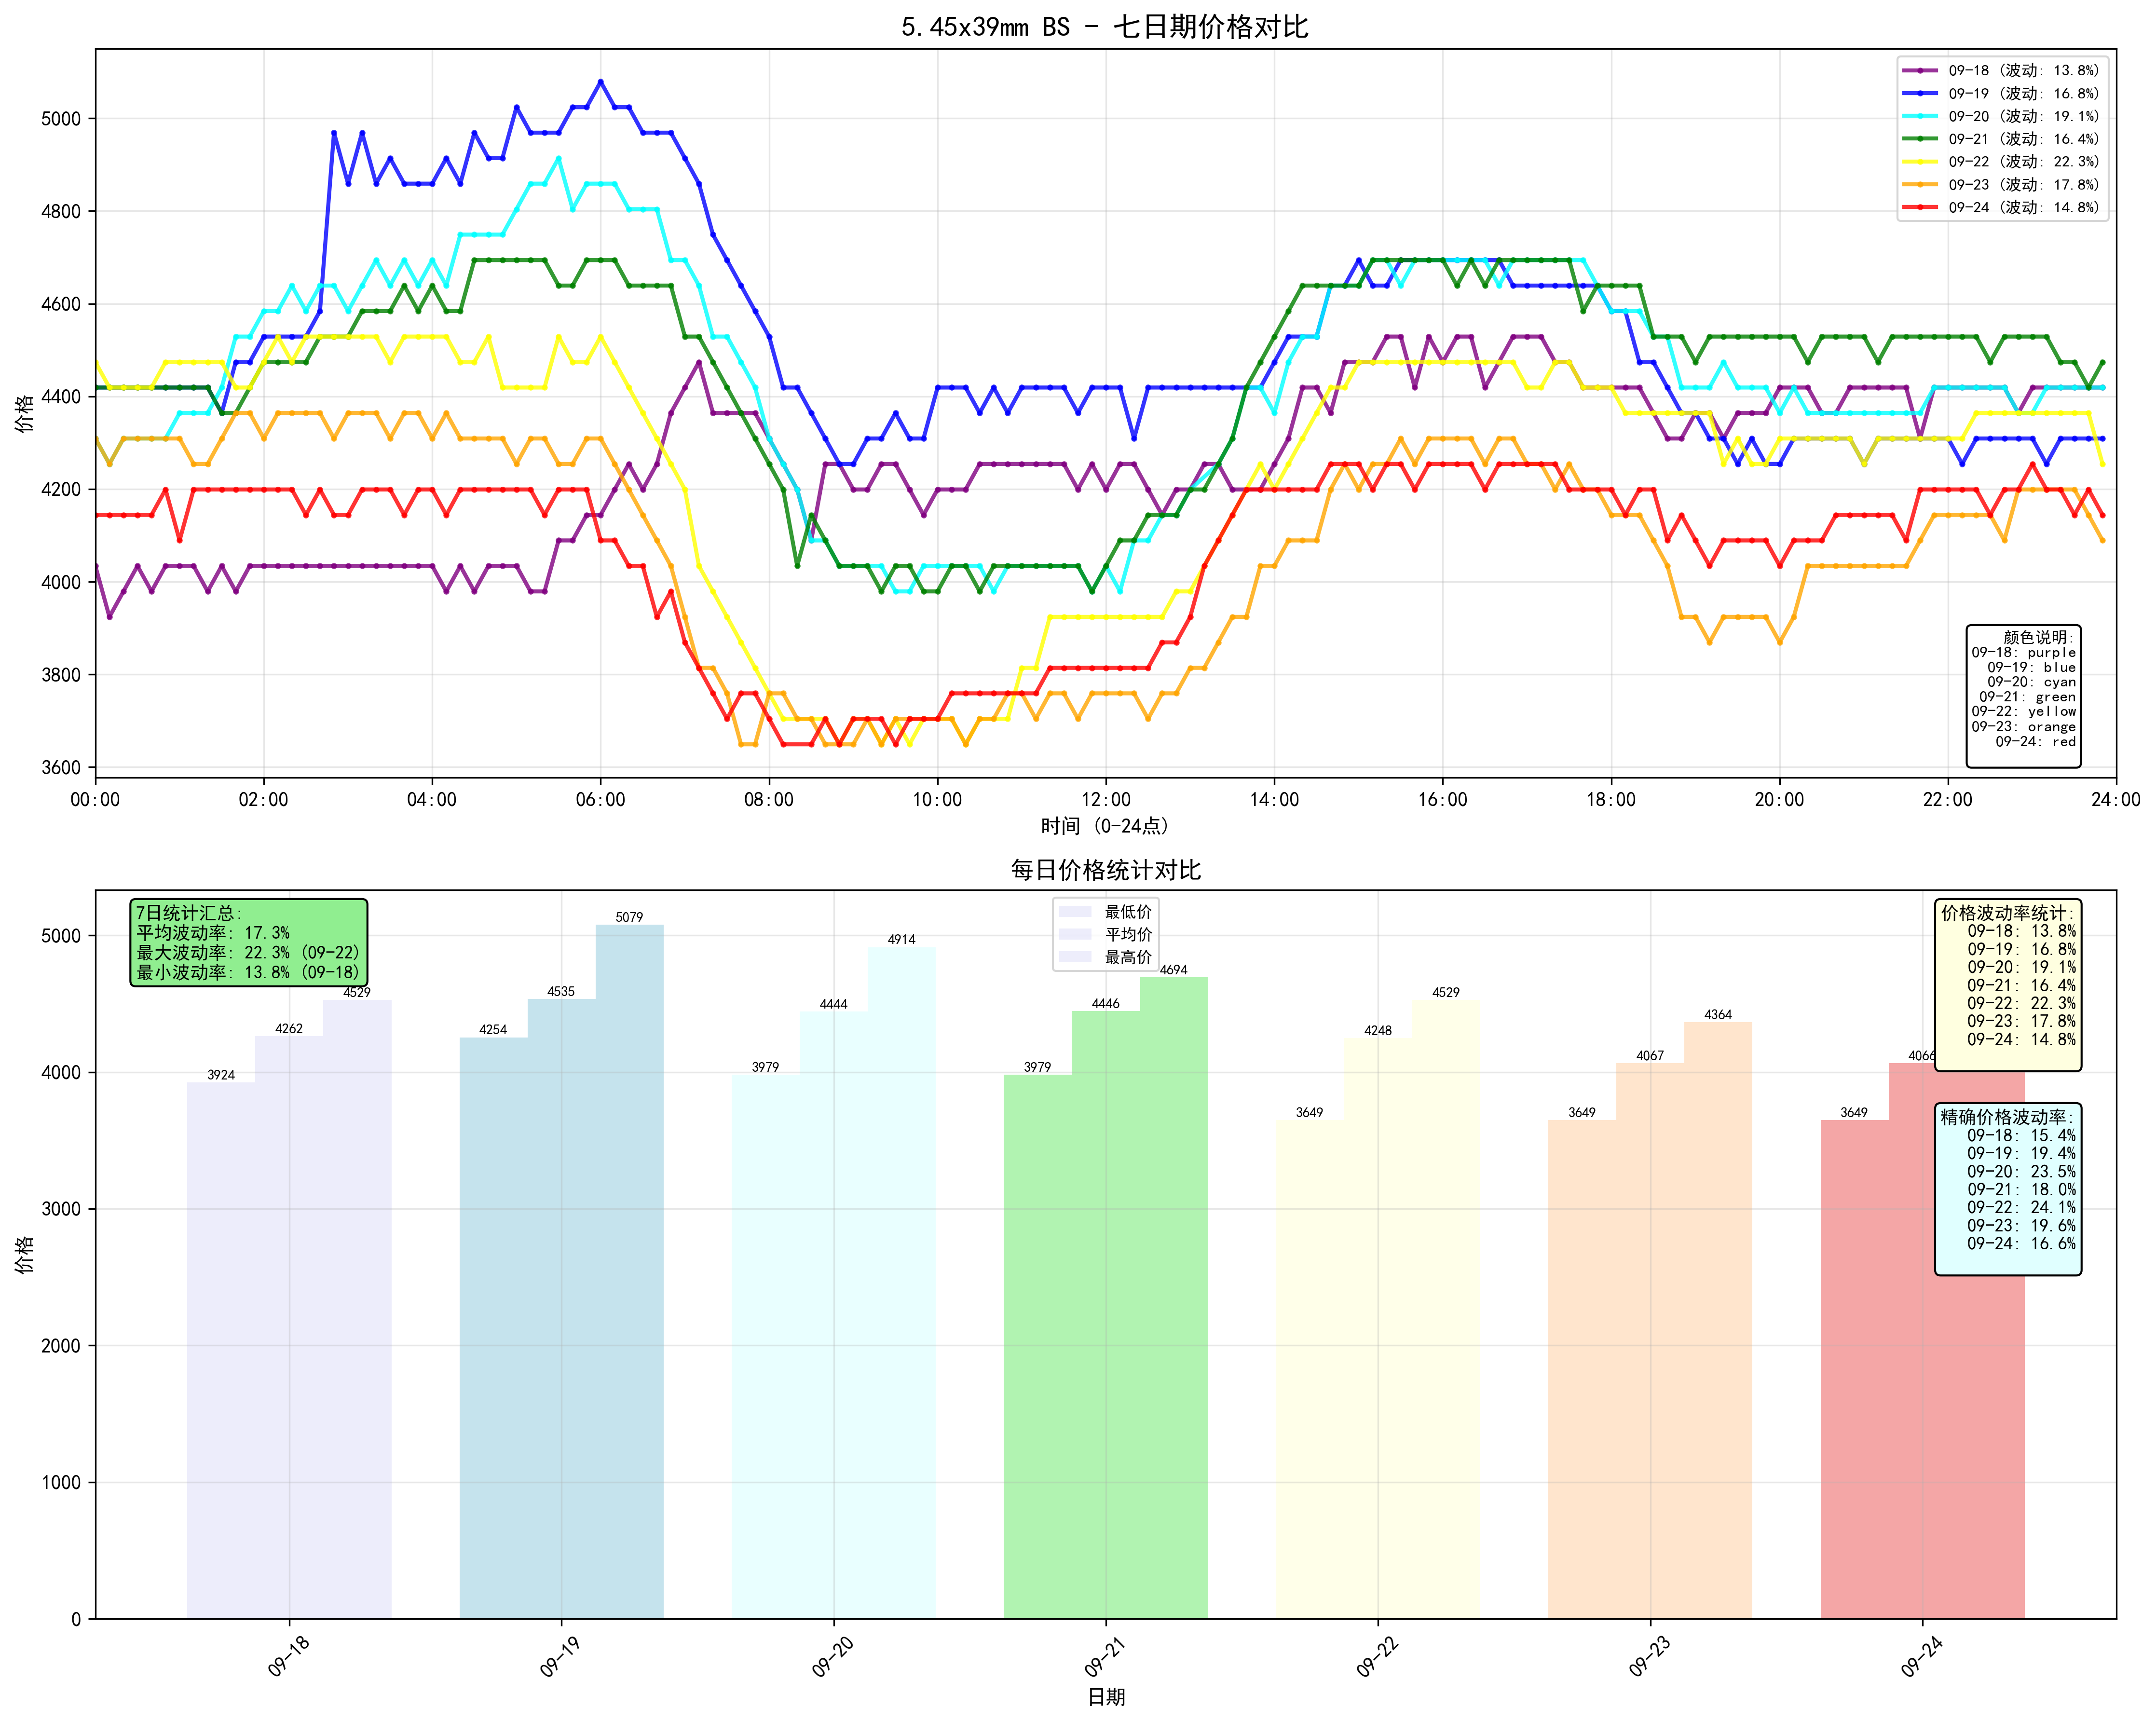 5.45x39mm BS - 七日期价格对比
价格
5000
4800
4600
4400
4200
4000
3800
3600
09-18 (波动: 13.8%)
09-19 (波动: 16.8%)
09-20 (波动: 19.1%)
09-21 (波动: 16.4%)
09-22 (波动: 22.3%)
09-23 (波动: 17.8%)
09-24 (波动: 14.8%)
颜色说明:
09-18: purple
09-19: blue
09-20: cyan
09-21: green
09-22: yellow
09-23: orange
09-24: red
00:00 02:00 04:00 06:00 08:00 10:00 12:00 14:00 16:00 18:00 20:00 22:00 24:00
时间 (0-24点)
每日价格统计对比
价格
5000
4000
3000
2000
1000
0
7日统计汇总:
平均波动率: 17.3%
最大波动率: 22.3% (09-22)
最小波动率: 13.8% (09-18)
最低价
平均价
最高价
价格波动率统计:
09-18: 13.8%
09-19: 16.8%
09-20: 19.1%
09-21: 16.4%
09-22: 22.3%
09-23: 17.8%
09-24: 14.8%
精确价格波动率:
09-18: 15.4%
09-19: 19.4%
09-20: 23.5%
09-21: 18.0%
09-22: 24.1%
09-23: 19.6%
09-24: 16.6%
3924 4262 4529
4254 4535 5079
3979 4444 4914
3979 4446 4694
3649 4248 4529
3649 4067 4364
3649 4066
09-18 09-19 09-20 09-21 09-22 09-23 09-24
日期